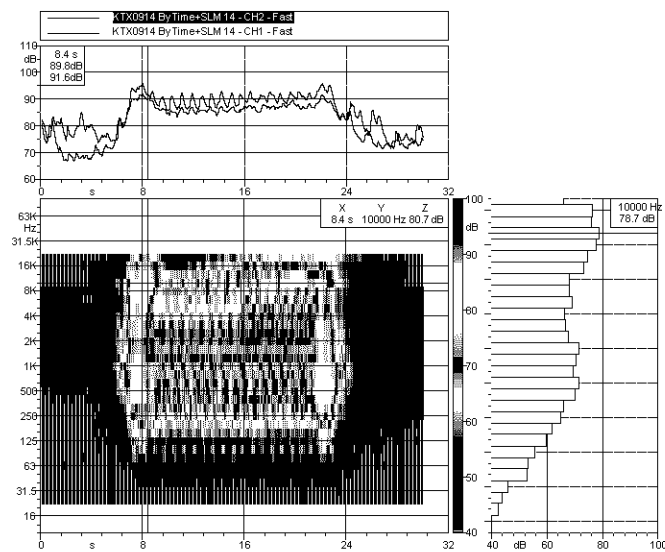 KTX0914 ByTime+SLM 14 - CH2 - Fast
KTX0914 ByTime+SLM 14 - CH1 - Fast
110
dB
100
90
80
70
60
8.4 s
89.8dB
91.6dB
0 s 8 16 24 32
63K
Hz
31.5K
16K
8K
4K
2K
1K
500
250
125
63
31.5
16
X Y Z
8.4 s 10000 Hz 80.7 dB
0 s 8 16 24 32
100
dB
90
80
70
60
50
40
10000 Hz
78.7 dB
40 dB 60 80 100